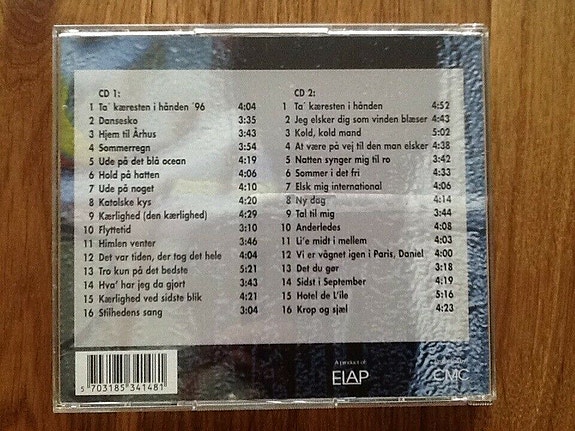 CD 1:
1 Ta´ kæresten i hånden ´96 4:04
2 Dansesko 3:35
3 Hjem til Århus 3:43
4 Sommerregn 3:54
5 Ude på det blå ocean 4:19
6 Hold på hatten 4:06
7 Ude på noget 4:10
8 Katolske kys 4:20
9 Kærlighed (den kærlighed) 4:29
10 Flyttetid 3:10
11 Himlen venter 3:46
12 Det var tiden, der tog det hele 4:04
13 Tro kun på det bedste 5:21
14 Hva´ har jeg da gjort 4:43
15 Kærlighed ved sidste blik 4:21
16 Stilhedens sang 3:04
CD 2:
1 Ta´ kæresten i hånden 4:52
2 Jeg elsker dig som vinden blæser 4:43
3 Kold, kold mand 5:02
4 At være på vej til den man elsker 4:38
5 Natten synger mig til ro 3:42
6 Sommer i det fri 4:33
7 Elsk mig international 4:06
8 Ny dag 4:14
9 Tal til mig 3:44
10 Anderledes 4:08
11 Li´e midt i mellem 4:03
12 Vi er vågnet igen i Paris, Daniel 4:00
13 Det du gør 3:18
14 Sidst i September 4:19
15 Hotel de L´ile 5:16
16 Krop og sjæl 4:23
5 703185 341481
A product of:
ELAP
CMC